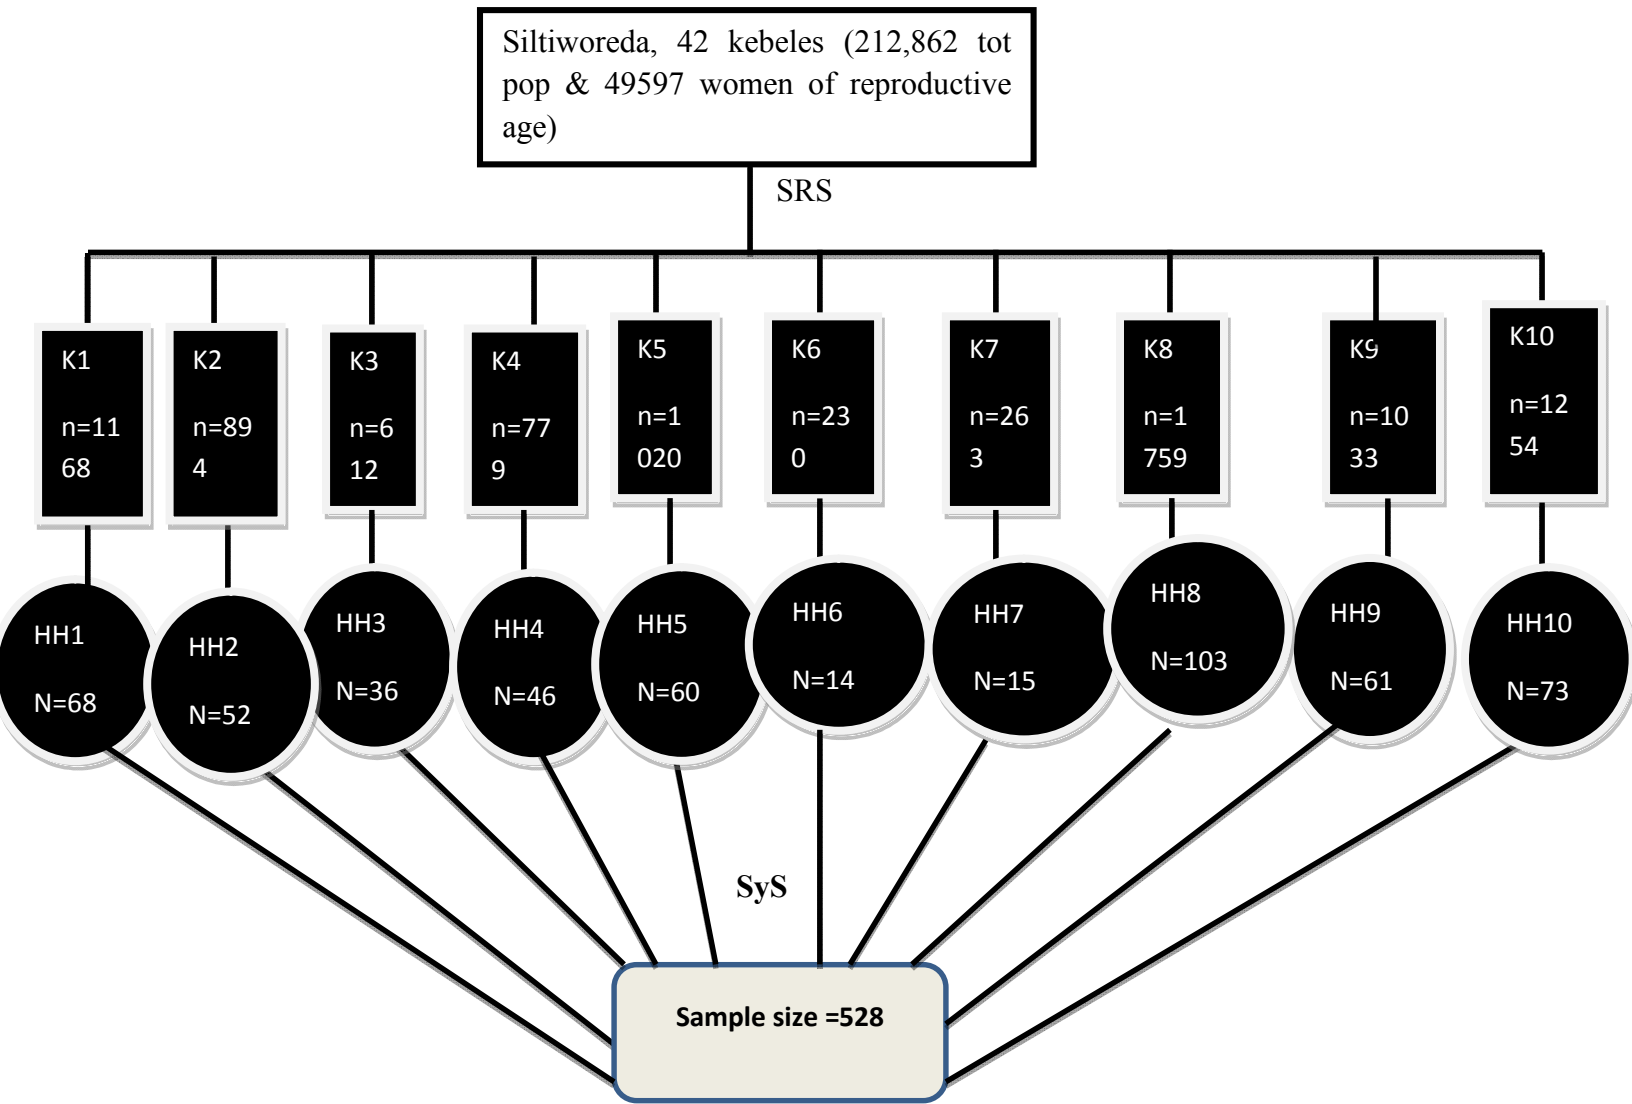 Siltiworeda, 42 kebeles (212,862 tot
pop & 49597 women of reproductive
age)
SRS
K1
n=11
68
K2
n=89
4
K3
n=6
12
K4
n=77
9
K5
n=1
020
K6
n=23
0
K7
n=26
3
K8
n=1
759
K9
n=10
33
K10
n=12
54
HH1
N=68
HH2
N=52
HH3
N=36
HH4
N=46
HH5
N=60
HH6
N=14
HH7
N=15
HH8
N=103
HH9
N=61
HH10
N=73
SyS
Sample size =528